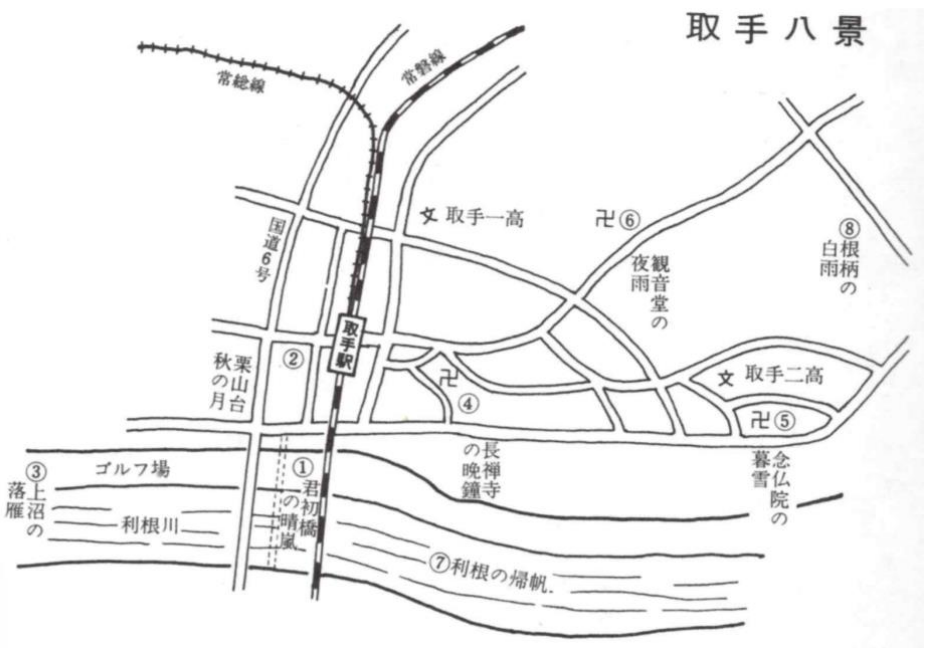 取手八景
常総線
常磐線
国道6号
文 取手一高
卍⑥
観音堂の
夜雨
⑧根柄の
白雨
取手駅
②
栗山台
秋の月
卍
④
長禅寺
の晩鐘
文 取手二高
卍⑤
念仏院の
暮雪
③上沼の
落雁
ゴルフ場
①君初橋
の晴嵐
利根川
⑦利根の帰帆